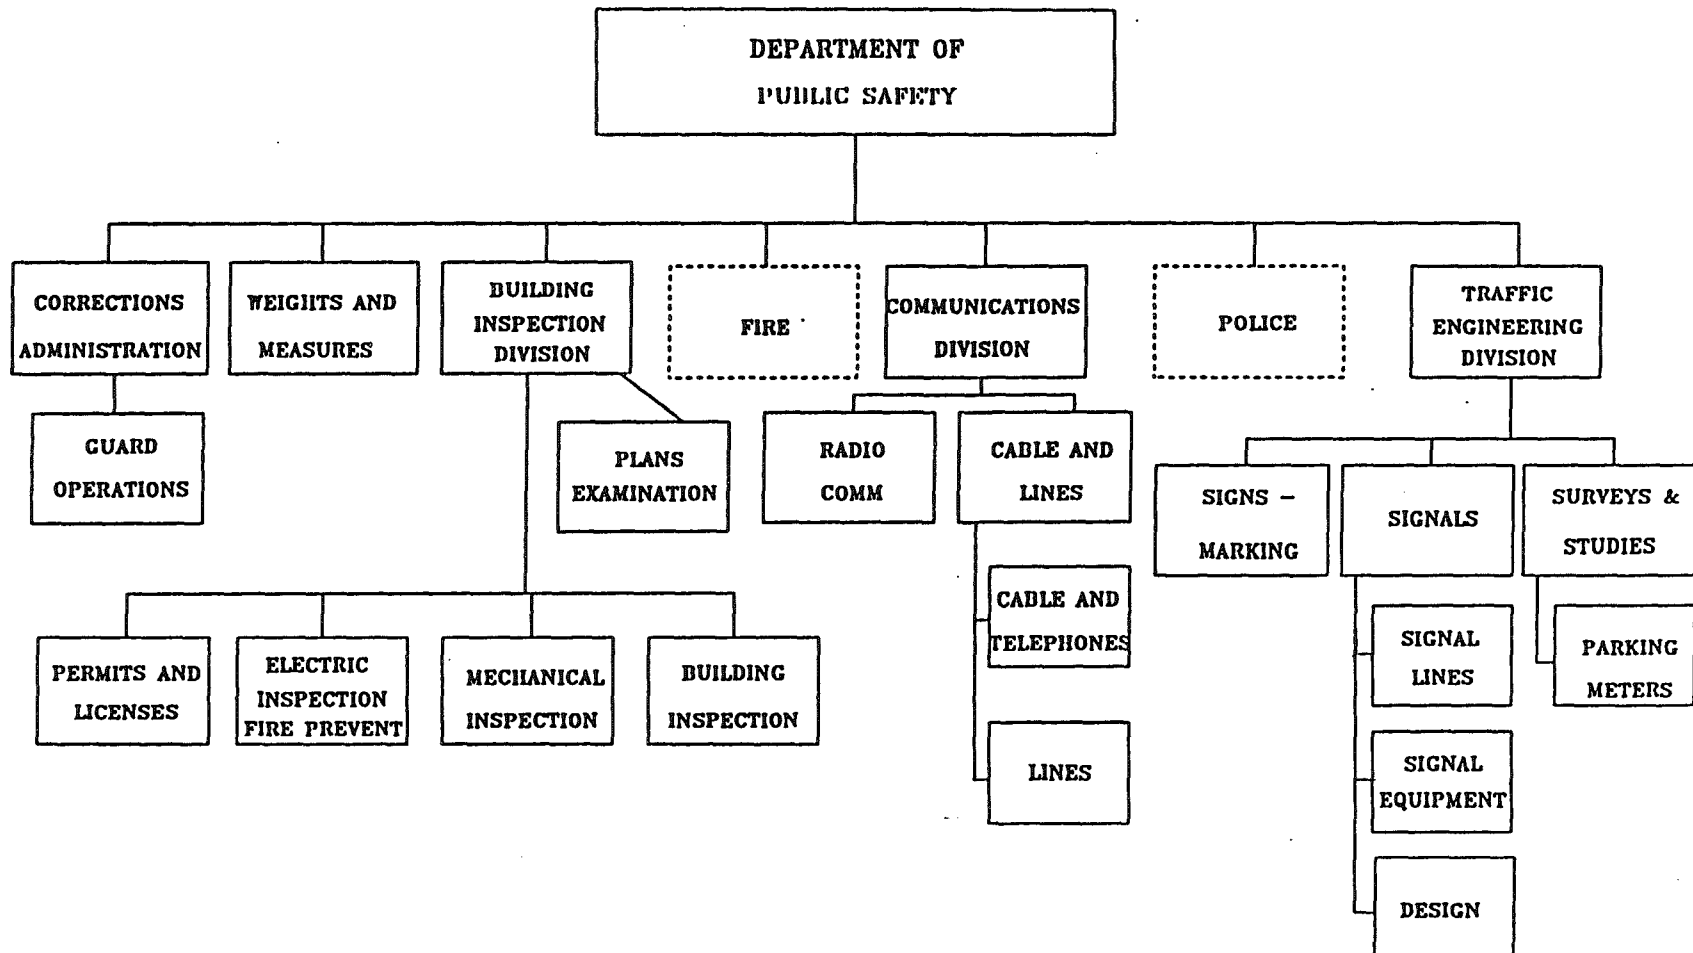 DEPARTMENT OF
PUBLIC SAFETY
CORRECTIONS
ADMINISTRATION
WEIGHTS AND
MEASURES
BUILDING
INSPECTION
DIVISION
FIRE
COMMUNICATIONS
DIVISION
POLICE
TRAFFIC
ENGINEERING
DIVISION
GUARD
OPERATIONS
PLANS
EXAMINATION
RADIO
COMM
CABLE AND
LINES
SIGNS –
MARKING
SIGNALS
SURVEYS &
STUDIES
CABLE AND
TELEPHONES
LINES
SIGNAL
LINES
PARKING
METERS
SIGNAL
EQUIPMENT
DESIGN
PERMITS AND
LICENSES
ELECTRIC
INSPECTION
FIRE PREVENT
MECHANICAL
INSPECTION
BUILDING
INSPECTION